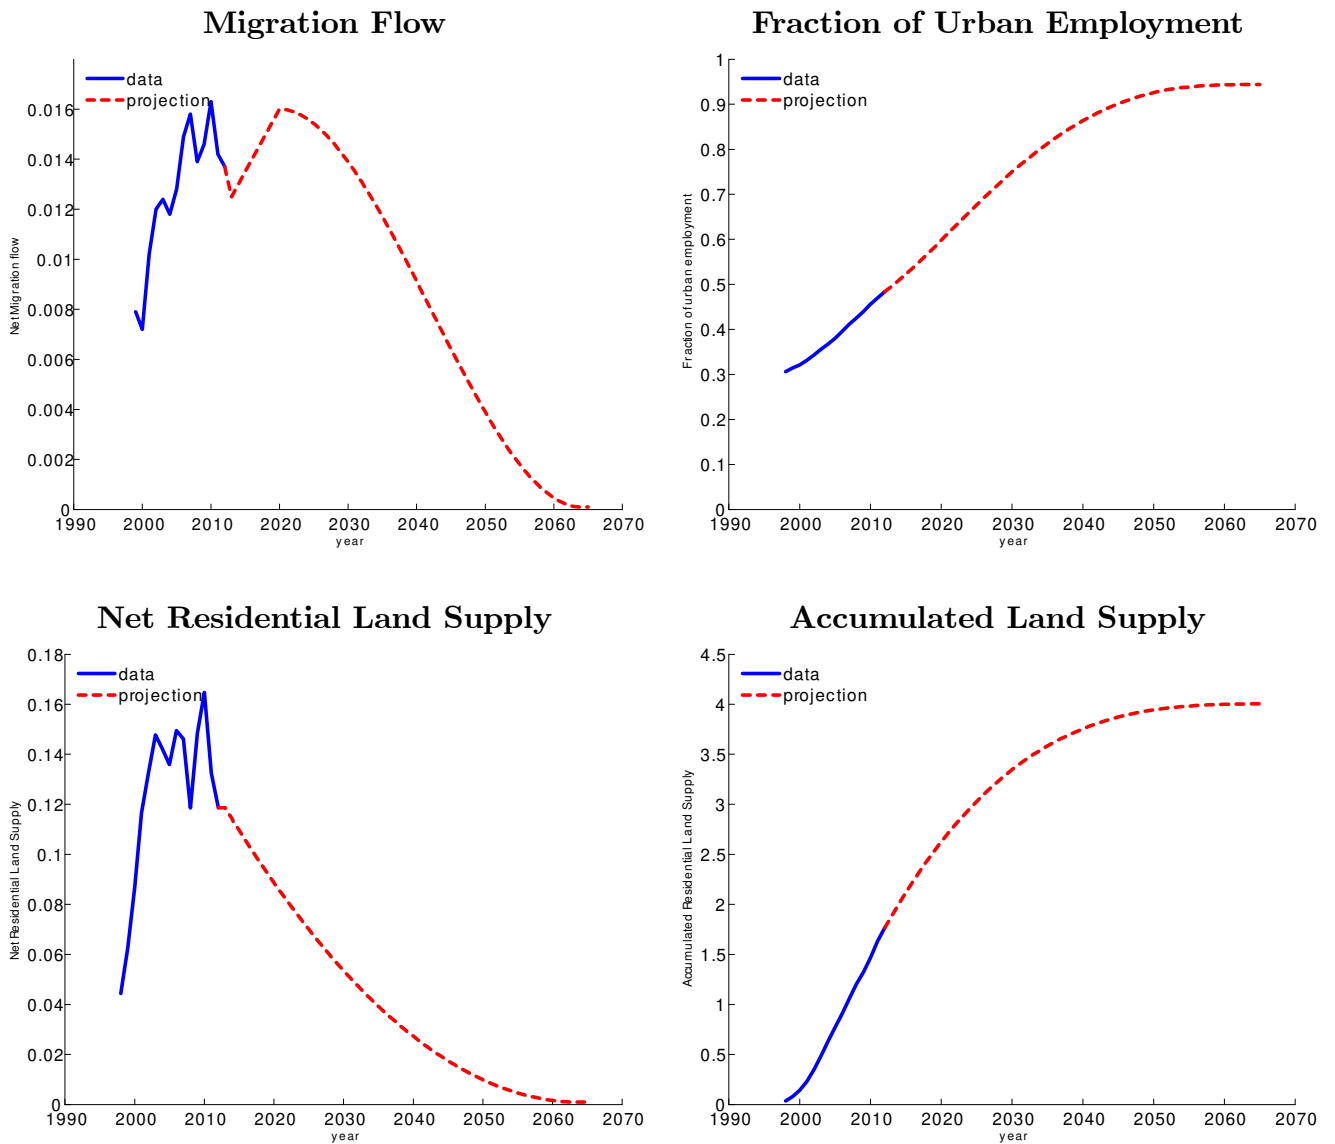 Migration Flow
data
projection
0.016
0.014
0.012
0.01
0.008
0.006
0.004
0.002
0
Net Migration flow
1990 2000 2010 2020 2030 2040 2050 2060 2070
year
Fraction of Urban Employment
data
projection
1
0.9
0.8
0.7
0.6
0.5
0.4
0.3
0.2
0.1
0
Fraction of urban employment
1990 2000 2010 2020 2030 2040 2050 2060 2070
year
Net Residential Land Supply
data
projection
0.18
0.16
0.14
0.12
0.1
0.08
0.06
0.04
0.02
0
Net Residential Land Supply
1990 2000 2010 2020 2030 2040 2050 2060 2070
year
Accumulated Land Supply
data
projection
4.5
4
3.5
3
2.5
2
1.5
1
0.5
0
Accumulated Residential Land Supply
1990 2000 2010 2020 2030 2040 2050 2060 2070
year